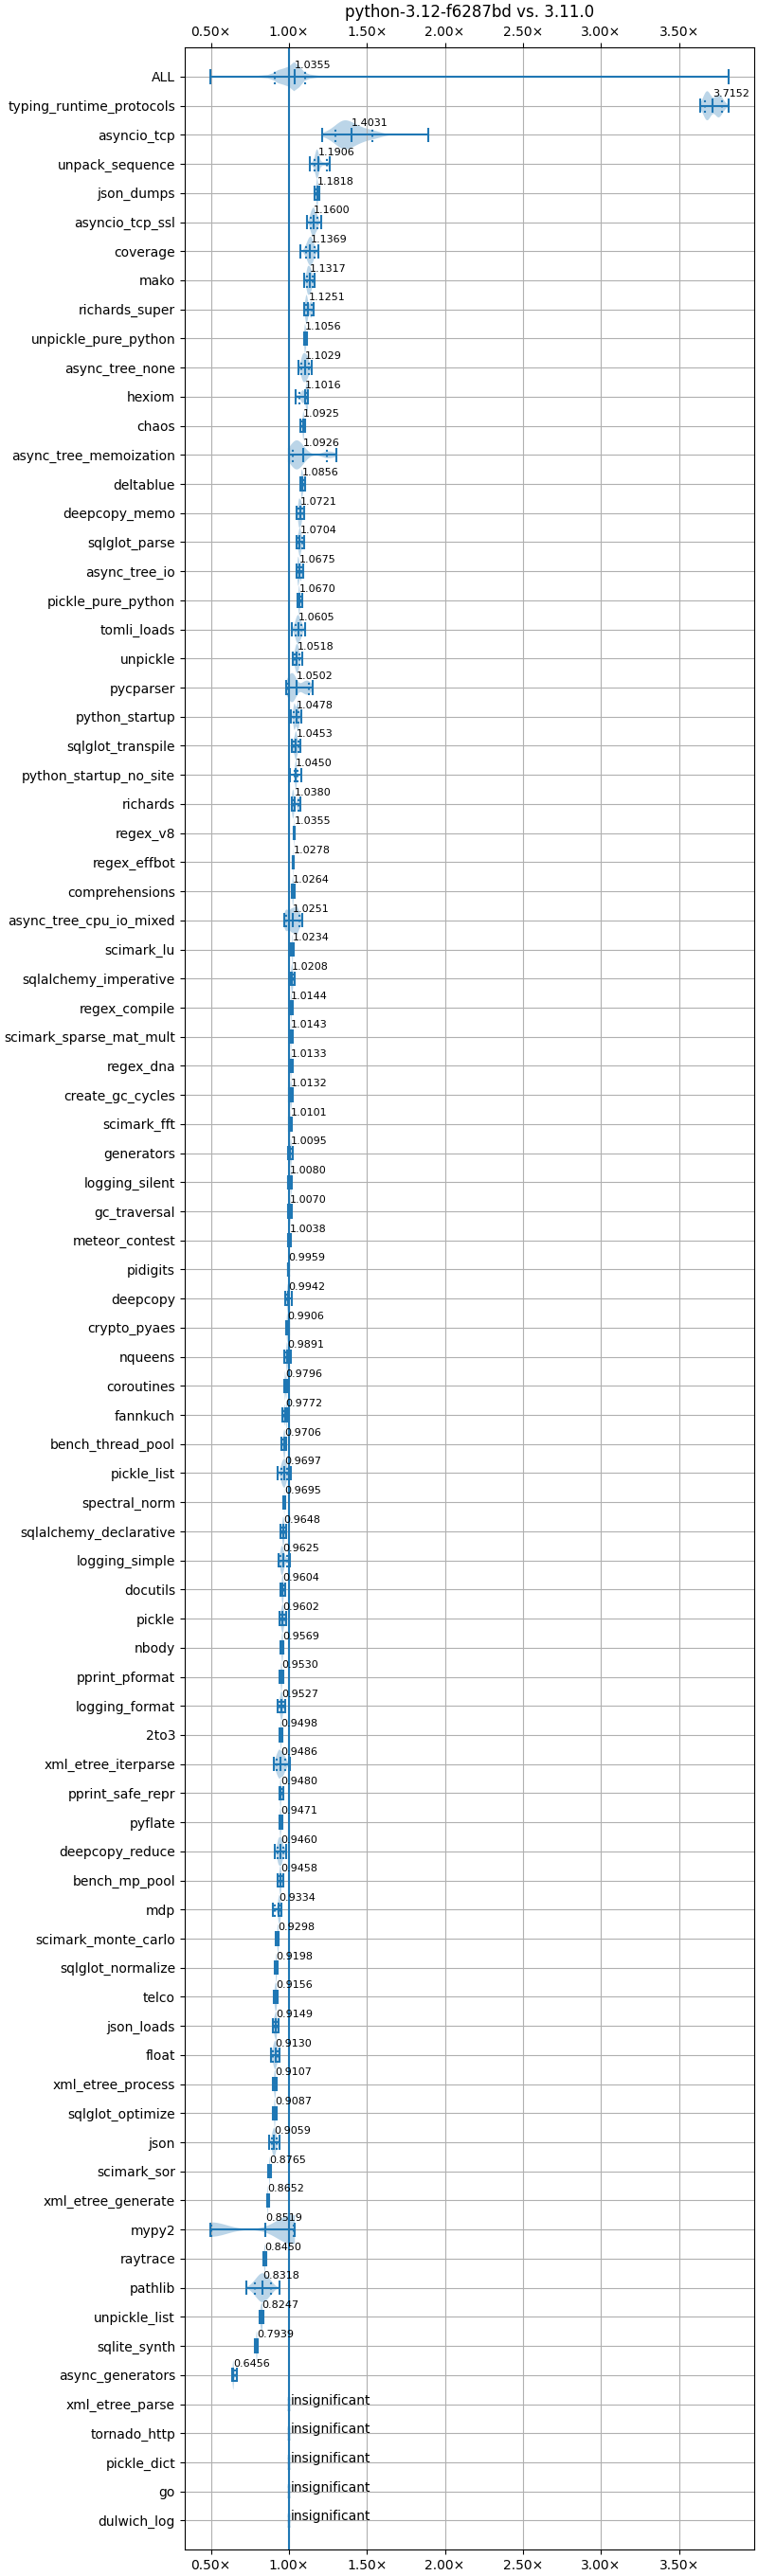 python-3.12-f6287bd vs. 3.11.0
0.50× 1.00× 1.50× 2.00× 2.50× 3.00× 3.50×
ALL 1.0355
typing_runtime_protocols 3.7152
asyncio_tcp 1.4031
unpack_sequence 1.1906
json_dumps 1.1818
asyncio_tcp_ssl 1.1600
coverage 1.1369
mako 1.1317
richards_super 1.1251
unpickle_pure_python 1.1056
async_tree_none 1.1029
hexiom 1.1016
chaos 1.0925
async_tree_memoization 1.0926
deltablue 1.0856
deepcopy_memo 1.0721
sqlglot_parse 1.0704
async_tree_io 1.0675
pickle_pure_python 1.0670
tomli_loads 1.0605
unpickle 1.0518
pycparser 1.0502
python_startup 1.0478
sqlglot_transpile 1.0453
python_startup_no_site 1.0450
richards 1.0380
regex_v8 1.0355
regex_effbot 1.0278
comprehensions 1.0264
async_tree_cpu_io_mixed 1.0251
scimark_lu 1.0234
sqlalchemy_imperative 1.0208
regex_compile 1.0144
scimark_sparse_mat_mult 1.0143
regex_dna 1.0133
create_gc_cycles 1.0132
scimark_fft 1.0101
generators 1.0095
logging_silent 1.0080
gc_traversal 1.0070
meteor_contest 1.0038
pidigits 0.9959
deepcopy 0.9942
crypto_pyaes 0.9906
nqueens 0.9891
coroutines 0.9796
fannkuch 0.9772
bench_thread_pool 0.9706
pickle_list 0.9697
spectral_norm 0.9695
sqlalchemy_declarative 0.9648
logging_simple 0.9625
docutils 0.9604
pickle 0.9602
nbody 0.9569
pprint_pformat 0.9530
logging_format 0.9527
2to3 0.9498
xml_etree_iterparse 0.9486
pprint_safe_repr 0.9480
pyflate 0.9471
deepcopy_reduce 0.9460
bench_mp_pool 0.9458
mdp 0.9334
scimark_monte_carlo 0.9298
sqlglot_normalize 0.9198
telco 0.9156
json_loads 0.9149
float 0.9130
xml_etree_process 0.9107
sqlglot_optimize 0.9087
json 0.9059
scimark_sor 0.8765
xml_etree_generate 0.8652
mypy2 0.8519
raytrace 0.8450
pathlib 0.8318
unpickle_list 0.8247
sqlite_synth 0.7939
async_generators 0.6456
xml_etree_parse insignificant
tornado_http insignificant
pickle_dict insignificant
go insignificant
dulwich_log insignificant
0.50× 1.00× 1.50× 2.00× 2.50× 3.00× 3.50×